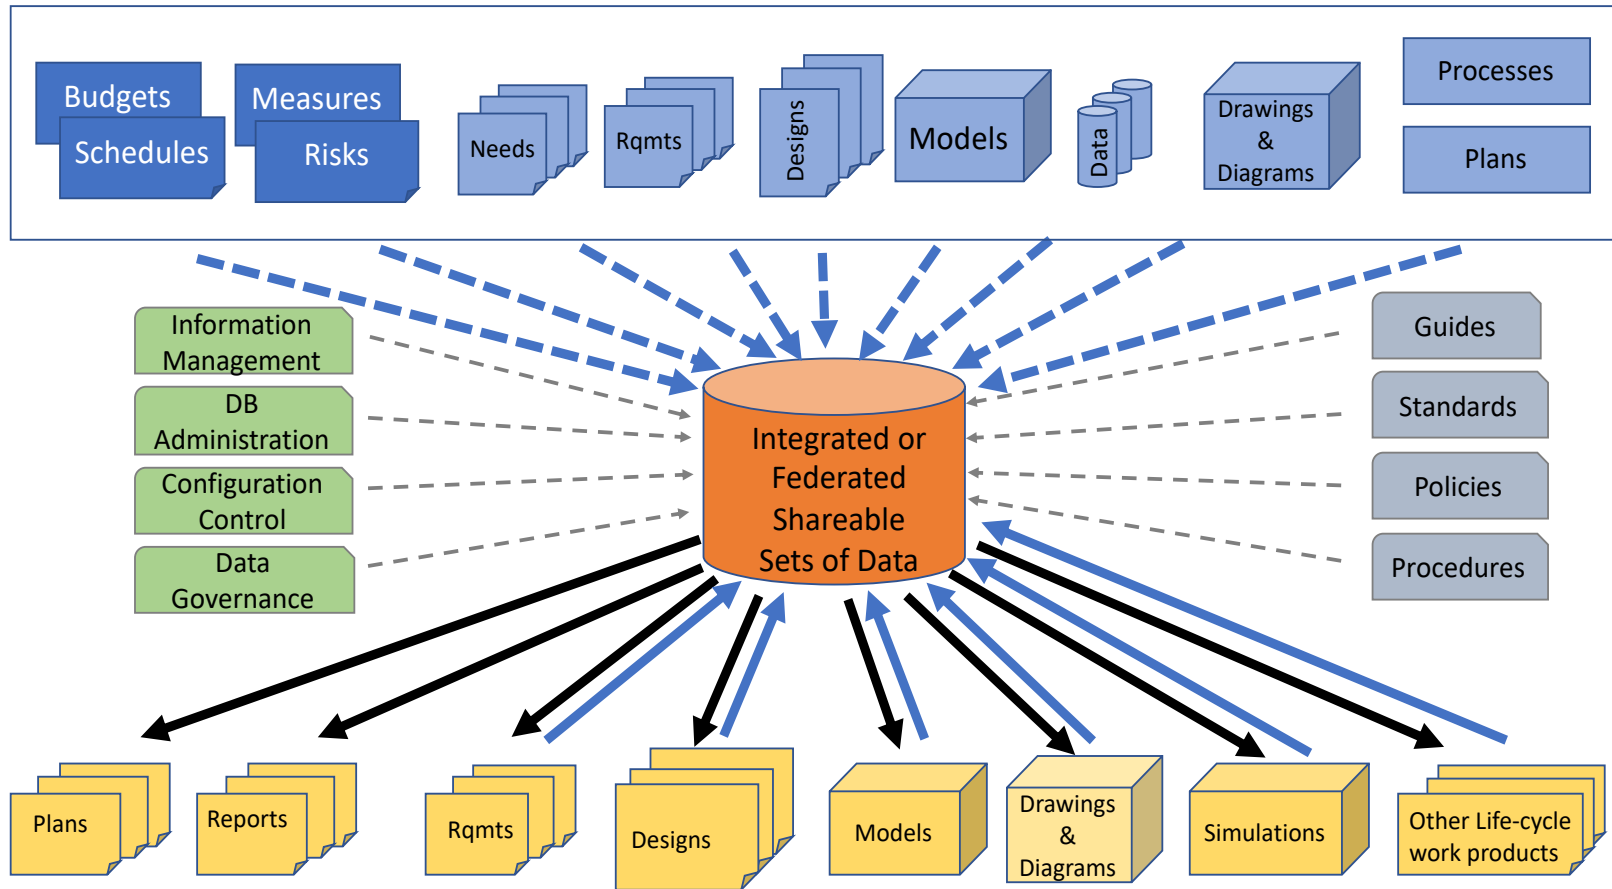 Budgets
Schedules
Measures
Risks
Needs
Rqmts
Designs
Models
Data
Drawings
&
Diagrams
Processes
Plans
Information
Management
DB
Administration
Configuration
Control
Data
Governance
Integrated or
Federated
Shareable
Sets of Data
Guides
Standards
Policies
Procedures
Plans
Reports
Rqmts
Designs
Models
Drawings
&
Diagrams
Simulations
Other Life-cycle
work products